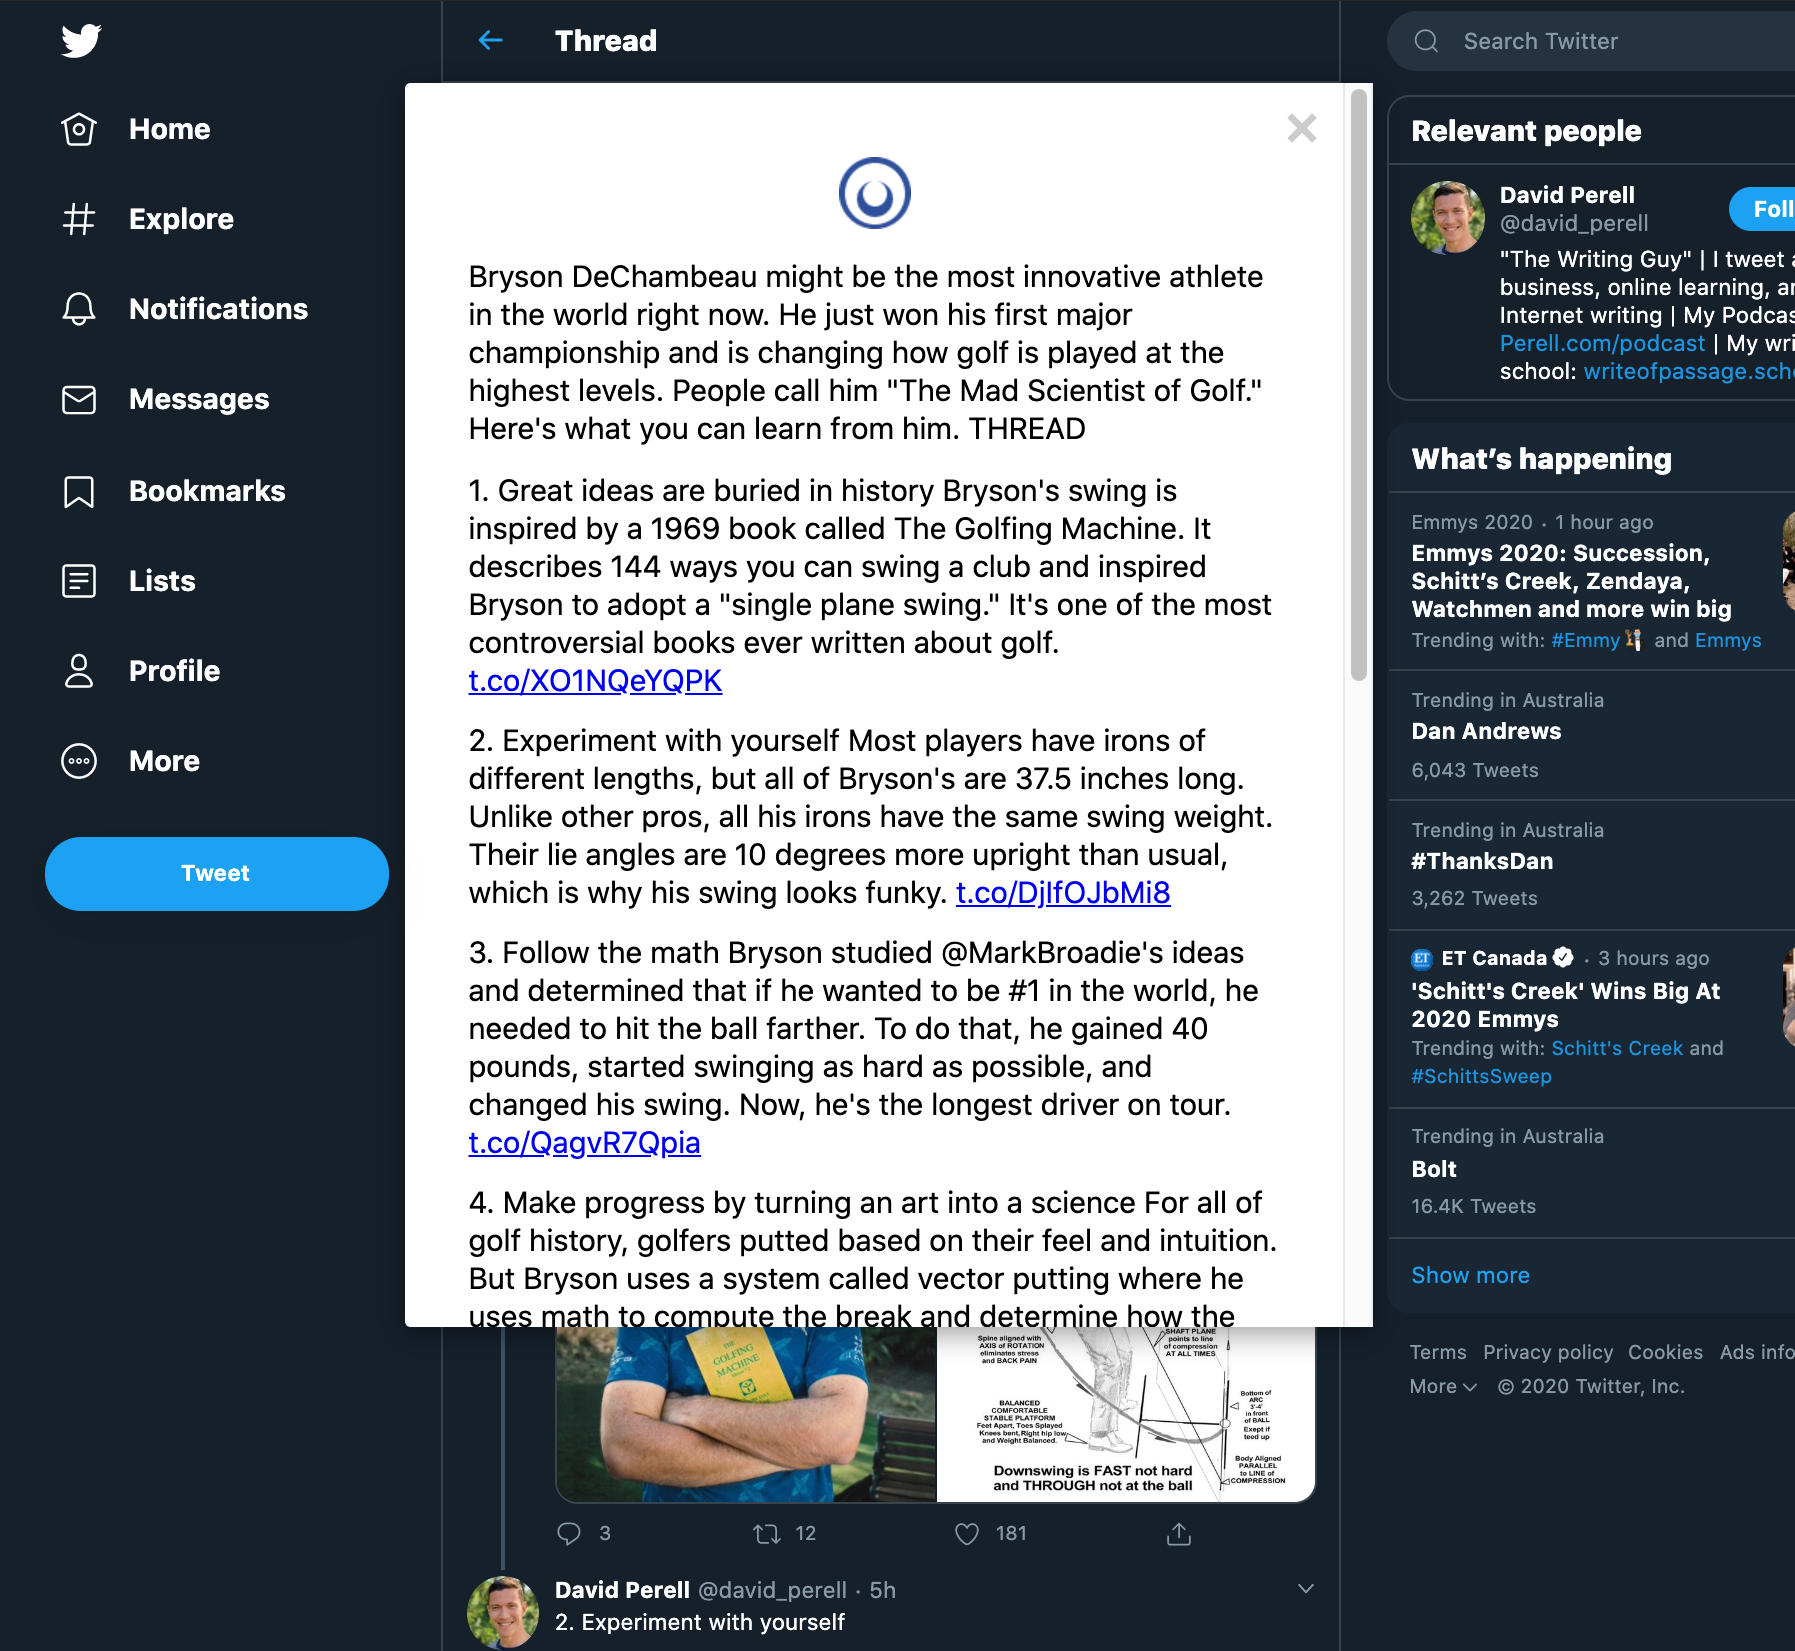 Home
Explore
Notifications
Messages
Bookmarks
Lists
Profile
More
Tweet
Thread
Bryson DeChambeau might be the most innovative athlete
in the world right now. He just won his first major
championship and is changing how golf is played at the
highest levels. People call him "The Mad Scientist of Golf."
Here's what you can learn from him. THREAD
1. Great ideas are buried in history Bryson's swing is
inspired by a 1969 book called The Golfing Machine. It
describes 144 ways you can swing a club and inspired
Bryson to adopt a "single plane swing." It's one of the most
controversial books ever written about golf.
t.co/XO1NQeYQPK
2. Experiment with yourself Most players have irons of
different lengths, but all of Bryson's are 37.5 inches long.
Unlike other pros, all his irons have the same swing weight.
Their lie angles are 10 degrees more upright than usual,
which is why his swing looks funky. t.co/DjIfOJbMi8
3. Follow the math Bryson studied @MarkBroadie's ideas
and determined that if he wanted to be #1 in the world, he
needed to hit the ball farther. To do that, he gained 40
pounds, started swinging as hard as possible, and
changed his swing. Now, he's the longest driver on tour.
t.co/QagvR7Qpia
4. Make progress by turning an art into a science For all of
golf history, golfers putted based on their feel and intuition.
But Bryson uses a system called vector putting where he
uses math to compute the break and determine how the
THE
GOLFING
MACHINE
Spine aligned with
AXIS of ROTATION
eliminates stress
and BACK PAIN
SHAFT PLANE
points to line
of compression
AT ALL TIMES
BALANCED
COMFORTABLE
STABLE PLATFORM
Feet Apart, Toes Splayed
Knees bent, Right hip low
and Weight Balanced.
Bottom of
ARC
3'-4'
in front
of BALL
Exept if
teed up
Body Aligned
PARALLEL
to LINE of
COMPRESSION
Downswing is FAST not hard
and THROUGH not at the ball
3
12
181
David Perell @david_perell · 5h
2. Experiment with yourself
Search Twitter
Relevant people
David Perell
@david_perell
Foll
"The Writing Guy" | I tweet a
business, online learning, an
Internet writing | My Podcas
Perell.com/podcast | My wri
school: writeofpassage.sch
What's happening
Emmys 2020 · 1 hour ago
Emmys 2020: Succession,
Schitt's Creek, Zendaya,
Watchmen and more win big
Trending with: #Emmy and Emmys
Trending in Australia
Dan Andrews
6,043 Tweets
Trending in Australia
#ThanksDan
3,262 Tweets
ET
ET Canada · 3 hours ago
'Schitt's Creek' Wins Big At
2020 Emmys
Trending with: Schitt's Creek and
#SchittsSweep
Trending in Australia
Bolt
16.4K Tweets
Show more
Terms Privacy policy Cookies Ads info
More © 2020 Twitter, Inc.